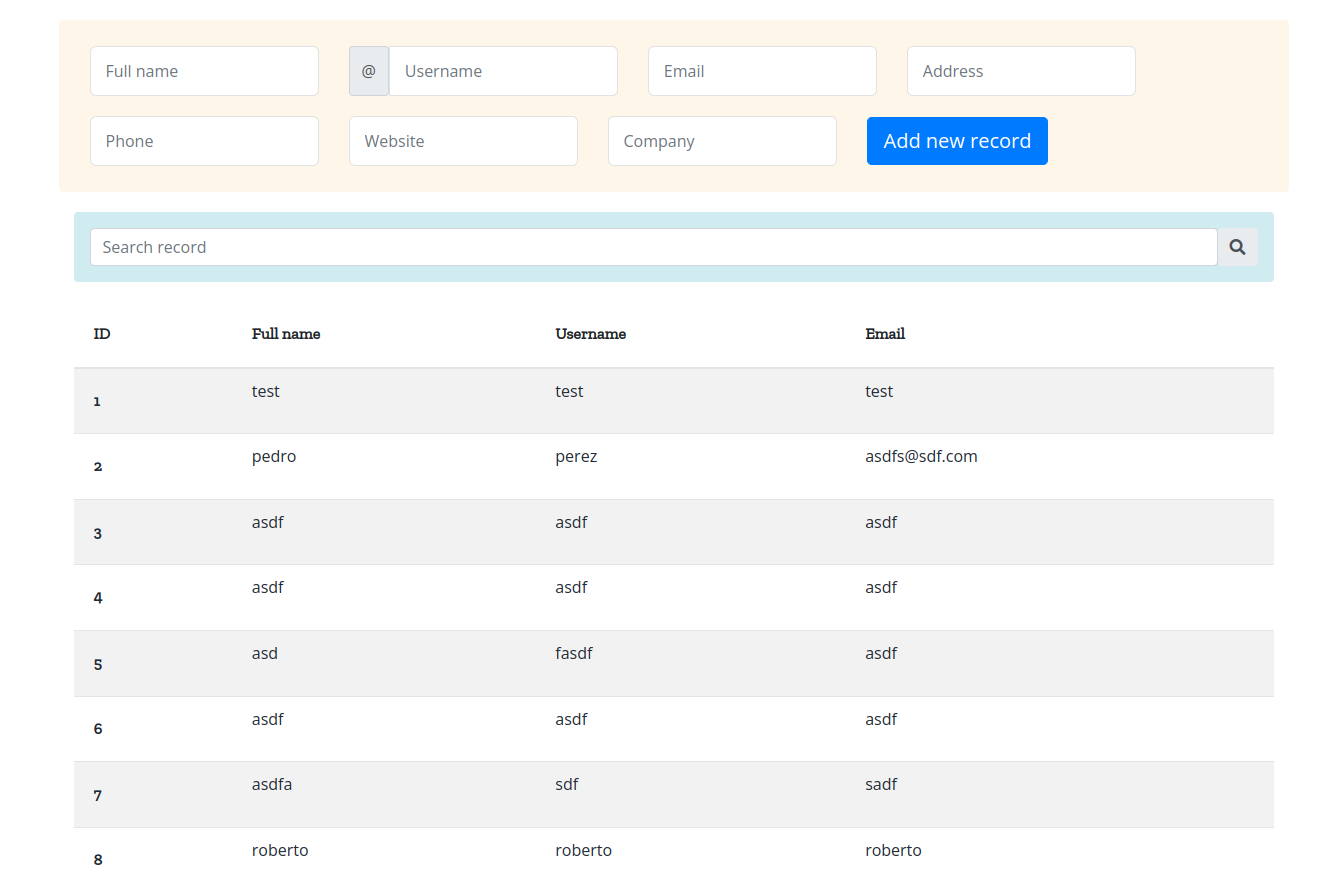 Full name @ Username Email Address
Phone Website Company Add new record
Search record
ID Full name Username Email
1 test test test
2 pedro perez asdfs@sdf.com
3 asdf asdf asdf
4 asdf asdf asdf
5 asd fasdf asdf
6 asdf asdf asdf
7 asdfa sdf sadf
8 roberto roberto roberto